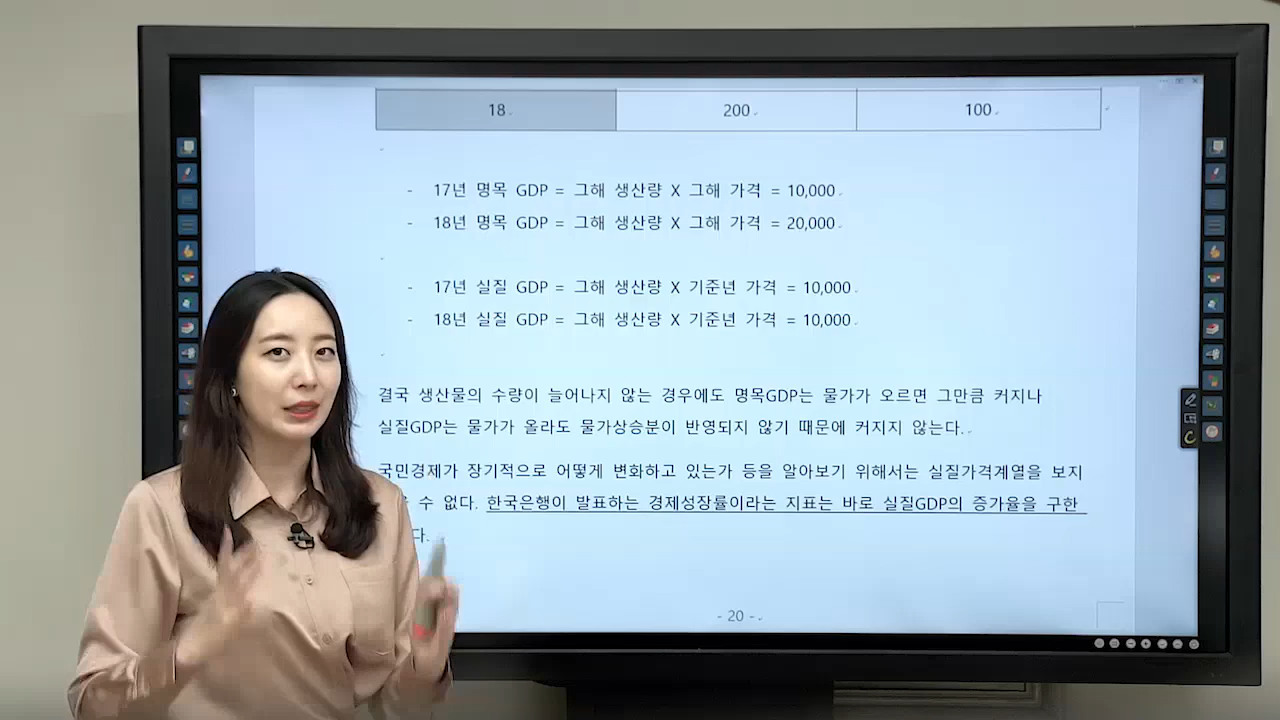 18 200 100
- 17년 명목 GDP = 그해 생산량 X 그해 가격 = 10,000
- 18년 명목 GDP = 그해 생산량 X 그해 가격 = 20,000
- 17년 실질 GDP = 그해 생산량 X 기준년 가격 = 10,000
- 18년 실질 GDP = 그해 생산량 X 기준년 가격 = 10,000
결국 생산물의 수량이 늘어나지 않는 경우에도 명목GDP는 물가가 오르면 그만큼 커지나
실질GDP는 물가가 올라도 물가상승분이 반영되지 않기 때문에 커지지 않는다.
국민경제가 장기적으로 어떻게 변화하고 있는가 등을 알아보기 위해서는 실질가격계열을 보지
수 없다. 한국은행이 발표하는 경제성장률이라는 지표는 바로 실질GDP의 증가율을 구한
다.
- 20 -